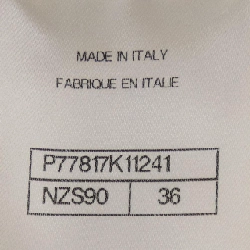 MADE IN ITALY
FABRIQUE EN ITALIE
P77817K11241
NZS90 36